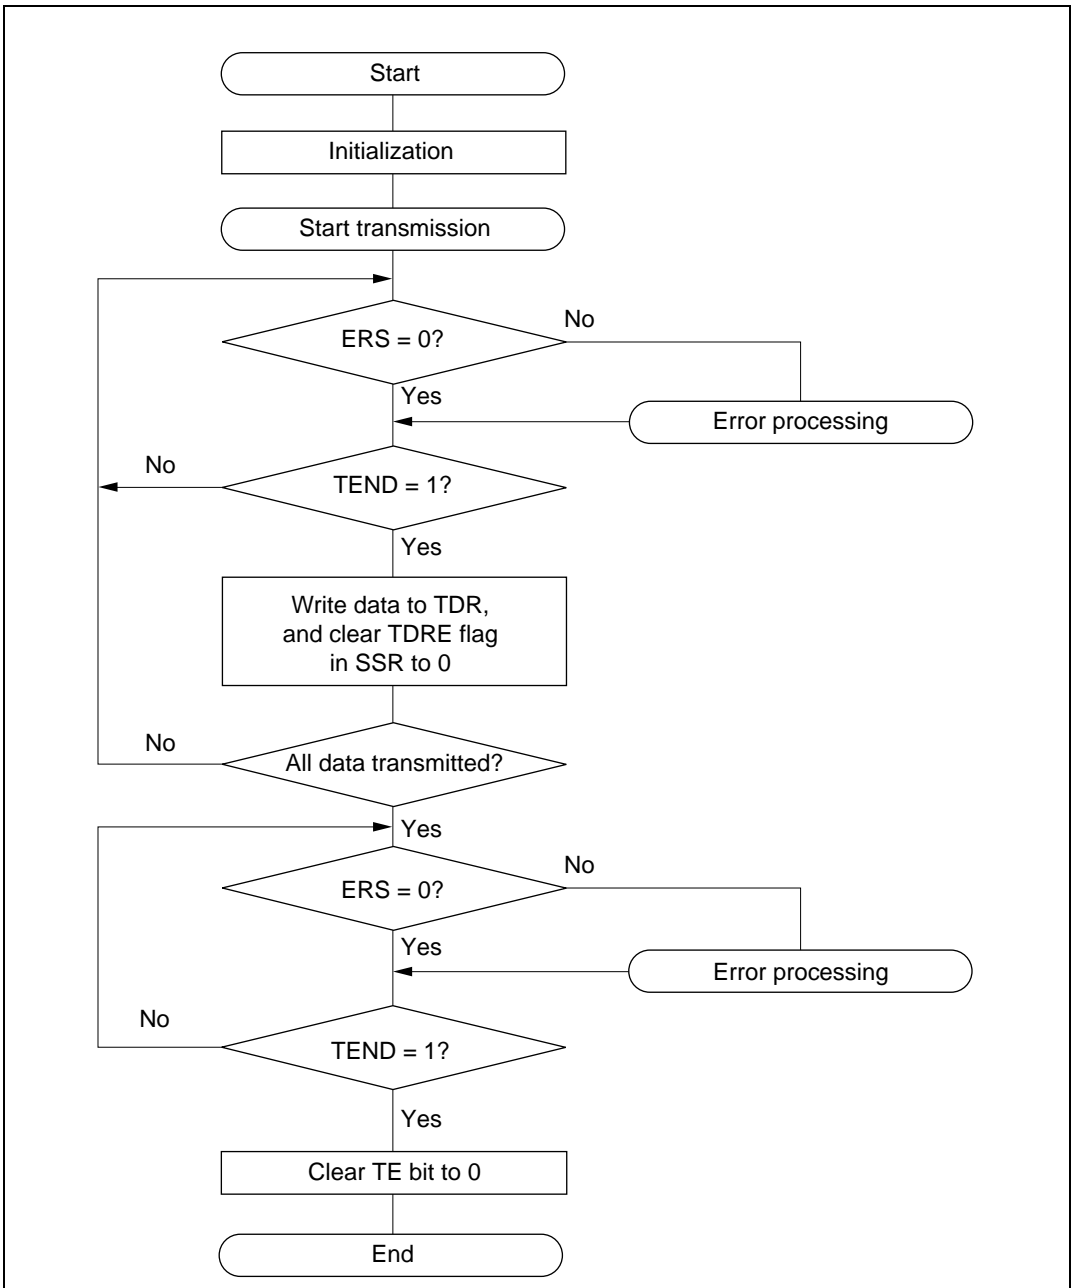 Start
Initialization
Start transmission
ERS = 0?
No
Yes
Error processing
No
TEND = 1?
Yes
Write data to TDR,
and clear TDRE flag
in SSR to 0
No
All data transmitted?
Yes
ERS = 0?
No
Yes
Error processing
No
TEND = 1?
Yes
Clear TE bit to 0
End